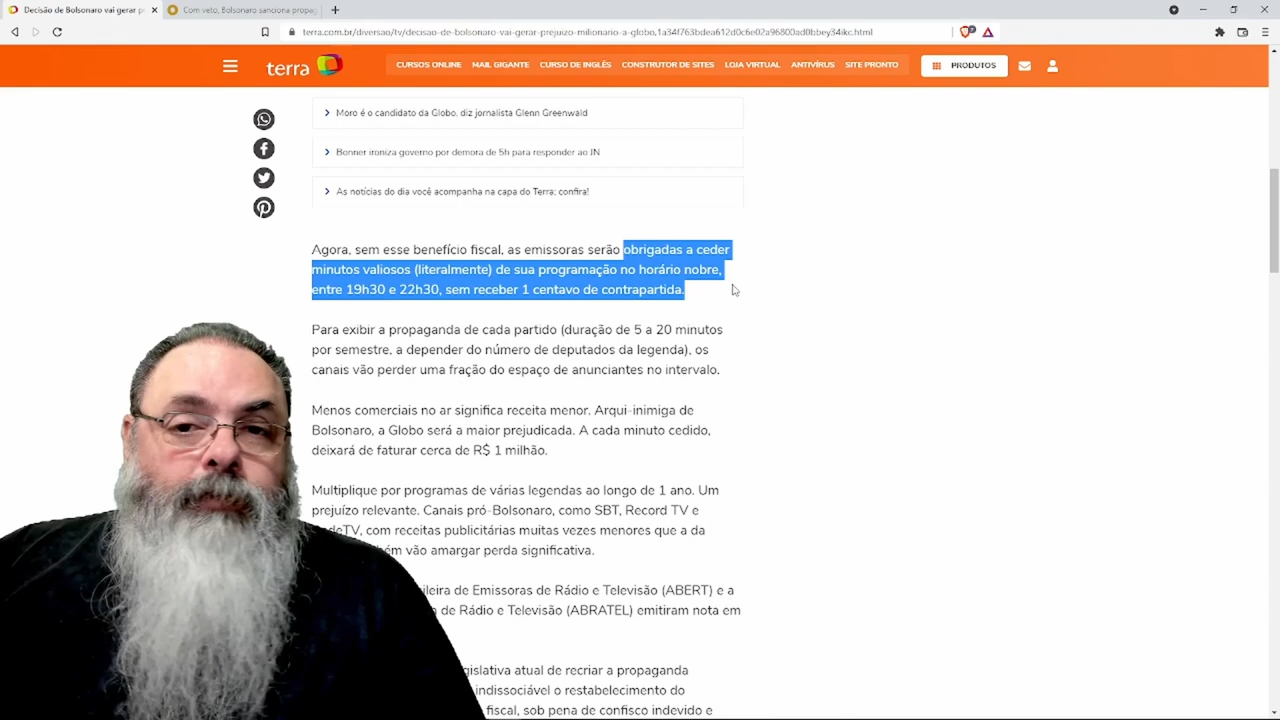 Decisão de Bolsonaro vai gerar p
Com veto, Bolsonaro sanciona propag
terra.com.br/diversao/tv/decisao-de-bolsonaro-vai-gerar-prejuizo-milionario-a-globo,1a34f763bdea612d0c6e02a96800ad0bbey34ikc.html
terra
CURSOS ONLINE
MAIL GIGANTE
CURSO DE INGLÊS
CONSTRUTOR DE SITES
LOJA VIRTUAL
ANTIVÍRUS
SITE PRONTO
PRODUTOS
Moro é o candidato da Globo, diz jornalista Glenn Greenwald
Bonner ironiza governo por demora de 5h para responder ao JN
As notícias do dia você acompanha na capa do Terra; confira!
Agora, sem esse benefício fiscal, as emissoras serão obrigadas a ceder
minutos valiosos (literalmente) de sua programação no horário nobre,
entre 19h30 e 22h30, sem receber 1 centavo de contrapartida.
Para exibir a propaganda de cada partido (duração de 5 a 20 minutos
por semestre, a depender do número de deputados da legenda), os
canais vão perder uma fração do espaço de anunciantes no intervalo.
Menos comerciais no ar significa receita menor. Arqui-inimiga de
Bolsonaro, a Globo será a maior prejudicada. A cada minuto cedido,
deixará de faturar cerca de R$ 1 milhão.
Multiplique por programas de várias legendas ao longo de 1 ano. Um
prejuízo relevante. Canais pró-Bolsonaro, como SBT, Record TV e
edeTV, com receitas publicitárias muitas vezes menores que a da
bém vão amargar perda significativa.
ileira de Emissoras de Rádio e Televisão (ABERT) e a
de Rádio e Televisão (ABRATEL) emitiram nota em
gislativa atual de recriar a propaganda
indissociável o restabelecimento do
fiscal, sob pena de confisco indevido e